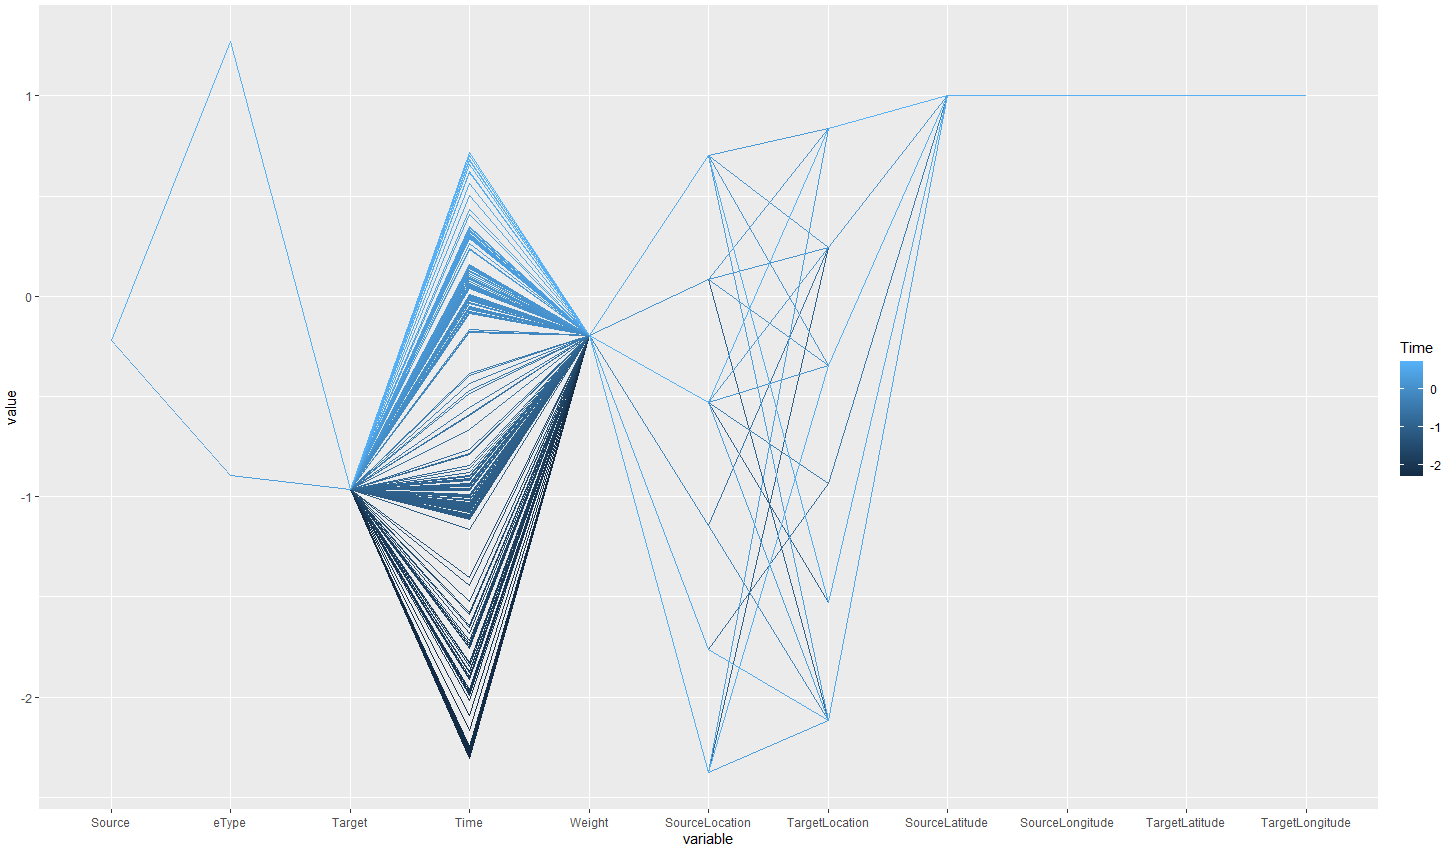 1
0
-1
-2
value
Source eType Target Time Weight SourceLocation TargetLocation SourceLatitude SourceLongitude TargetLatitude TargetLongitude
variable
Time
0
-1
-2